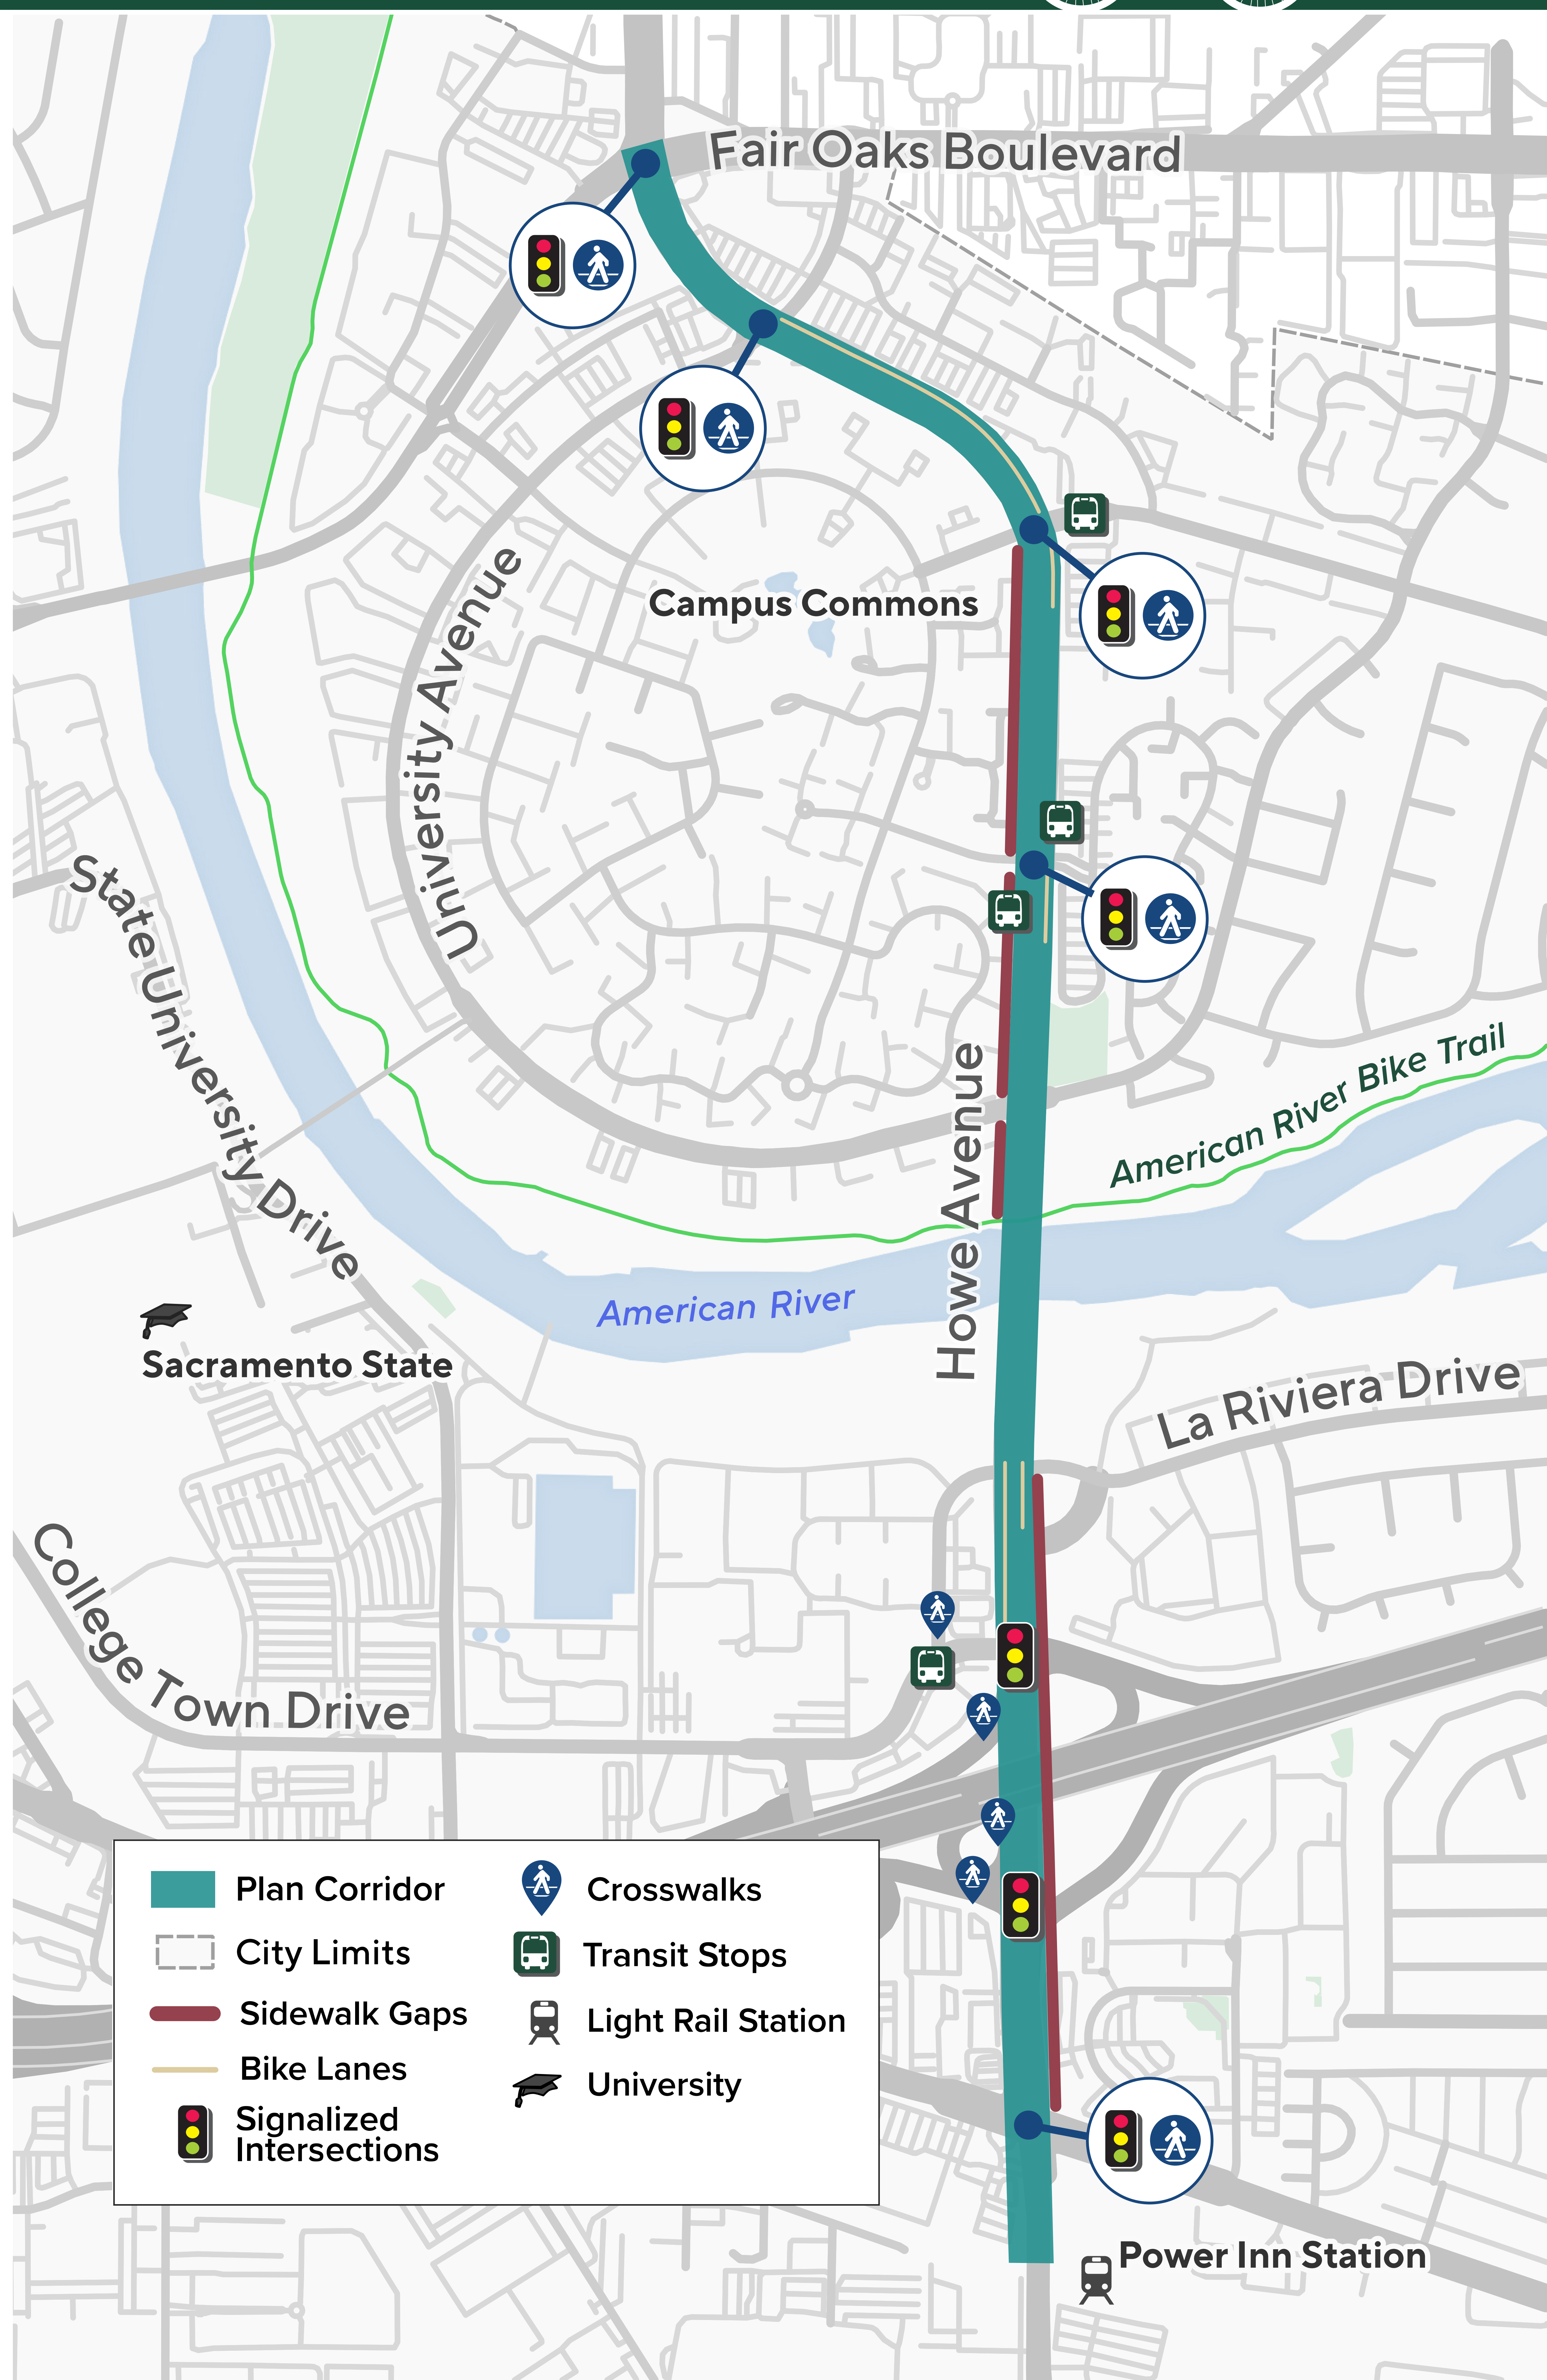 Fair Oaks Boulevard
Campus Commons
University Avenue
State University Drive
American River Bike Trail
Howe Avenue
American River
Sacramento State
La Riviera Drive
College Town Drive
Plan Corridor
City Limits
Sidewalk Gaps
Bike Lanes
Signalized
Intersections
Crosswalks
Transit Stops
Light Rail Station
University
Power Inn Station